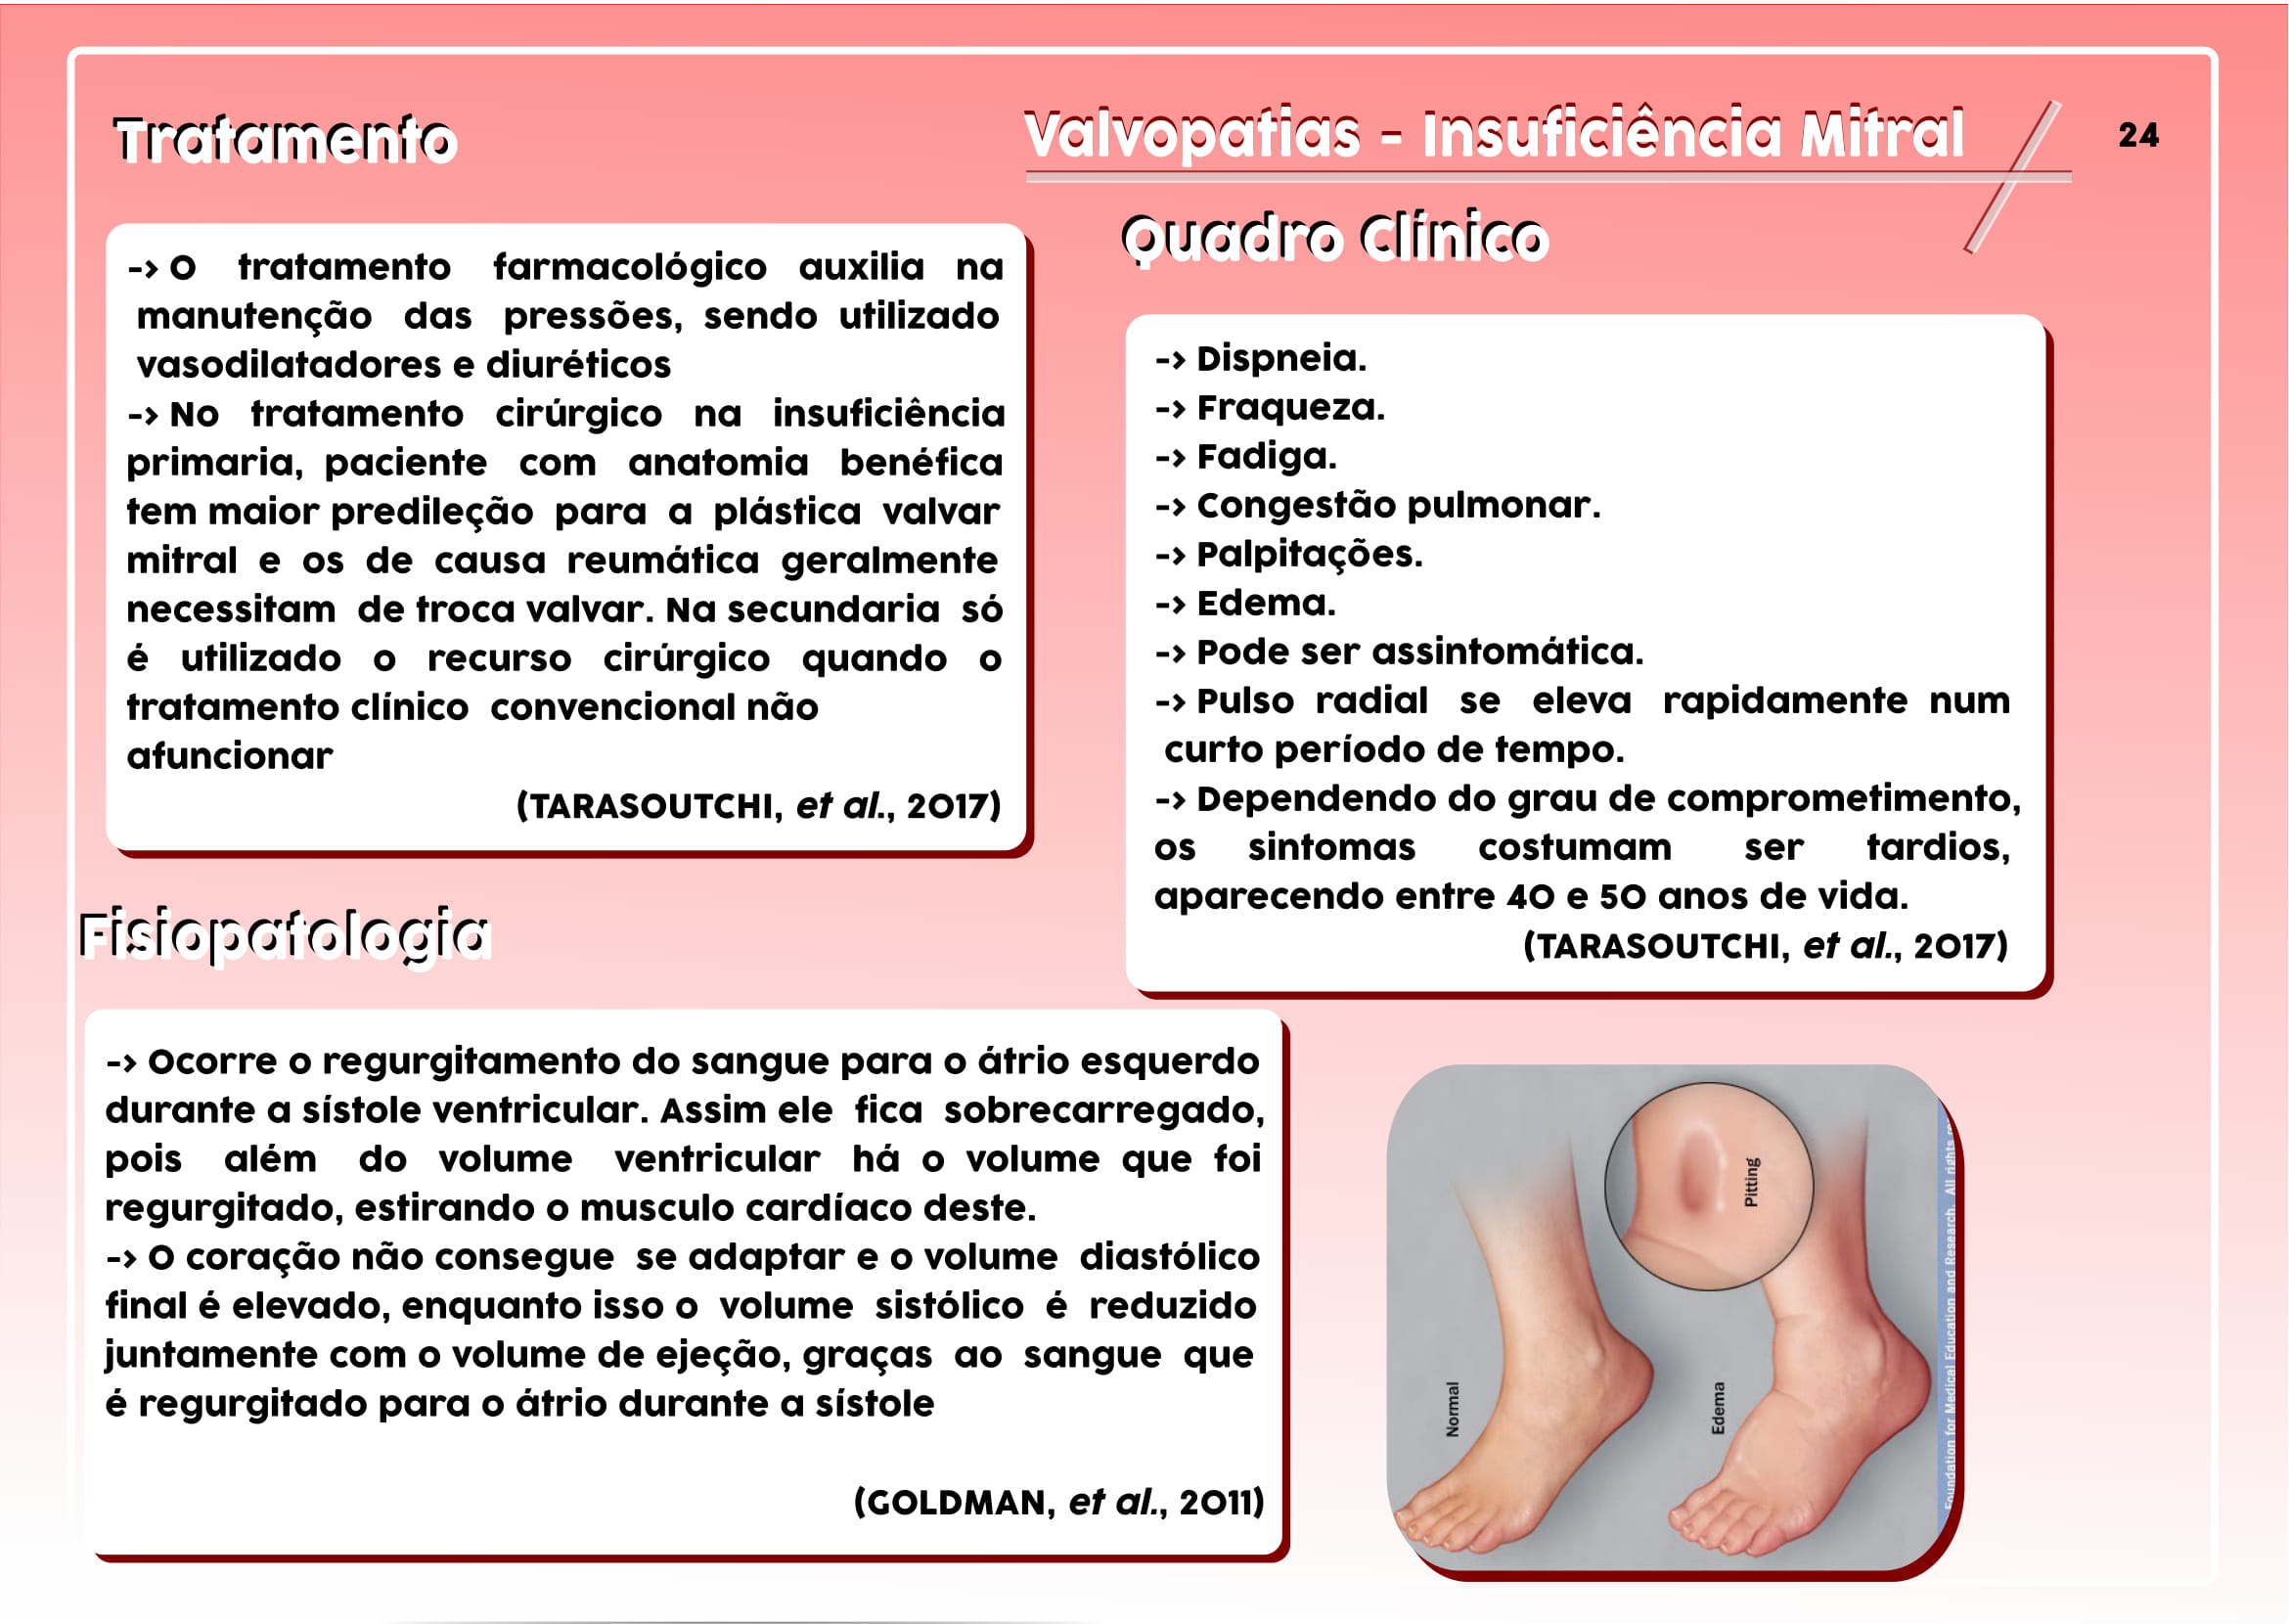 Tratamento
-> O tratamento farmacológico auxilia na
manutenção das pressões, sendo utilizado
vasodilatadores e diuréticos
-> No tratamento cirúrgico na insuficiência
primaria, paciente com anatomia benéfica
tem maior predileção para a plástica valvar
mitral e os de causa reumática geralmente
necessitam de troca valvar. Na secundaria só
é utilizado o recurso cirúrgico quando o
tratamento clínico convencional não
afuncionar
(TARASOUTCHI, et al., 2017)
Fisiopatologia
-> Ocorre o regurgitamento do sangue para o átrio esquerdo
durante a sístole ventricular. Assim ele fica sobrecarregado,
pois além do volume ventricular há o volume que foi
regurgitado, estirando o musculo cardíaco deste.
-> O coração não consegue se adaptar e o volume diastólico
final é elevado, enquanto isso o volume sistólico é reduzido
juntamente com o volume de ejeção, graças ao sangue que
é regurgitado para o átrio durante a sístole
(GOLDMAN, et al., 2011)
Valvopatias - Insuficiência Mitral
24
Quadro Clínico
-> Dispneia.
-> Fraqueza.
-> Fadiga.
-> Congestão pulmonar.
-> Palpitações.
-> Edema.
-> Pode ser assintomática.
-> Pulso radial se eleva rapidamente num
curto período de tempo.
-> Dependendo do grau de comprometimento,
os sintomas costumam ser tardios,
aparecendo entre 40 e 50 anos de vida.
(TARASOUTCHI, et al., 2017)
Pitting
Normal
Edema
Foundation for Medical Education and Research. All rights